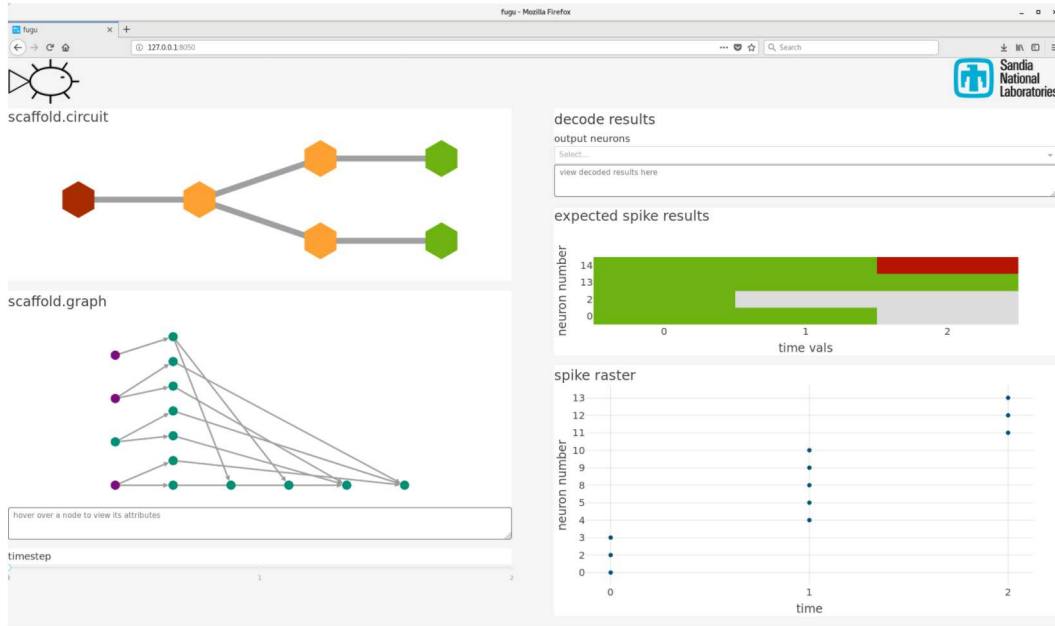 fugu - Mozilla Firefox
fugu
127.0.0.1:8050
Search
Sandia
National
Laboratories
scaffold.circuit
scaffold.graph
hover over a node to view its attributes
timestep
1
2
decode results
output neurons
Select...
view decoded results here
expected spike results
neuron number
14
13
2
0
0
1
2
time vals
spike raster
neuron number
13
12
11
10
9
8
5
4
3
2
0
0
1
2
time